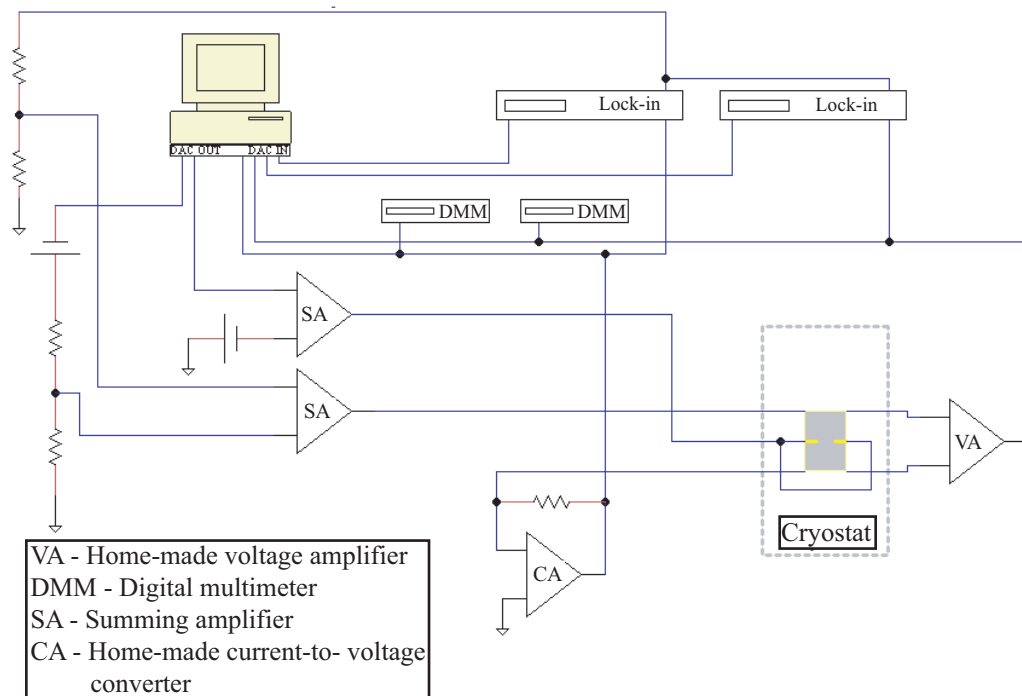 Lock-in
Lock-in
DAC OUT DAC IN
DMM
DMM
SA
SA
VA
Cryostat
CA
VA - Home-made voltage amplifier
DMM - Digital multimeter
SA - Summing amplifier
CA - Home-made current-to- voltage
converter